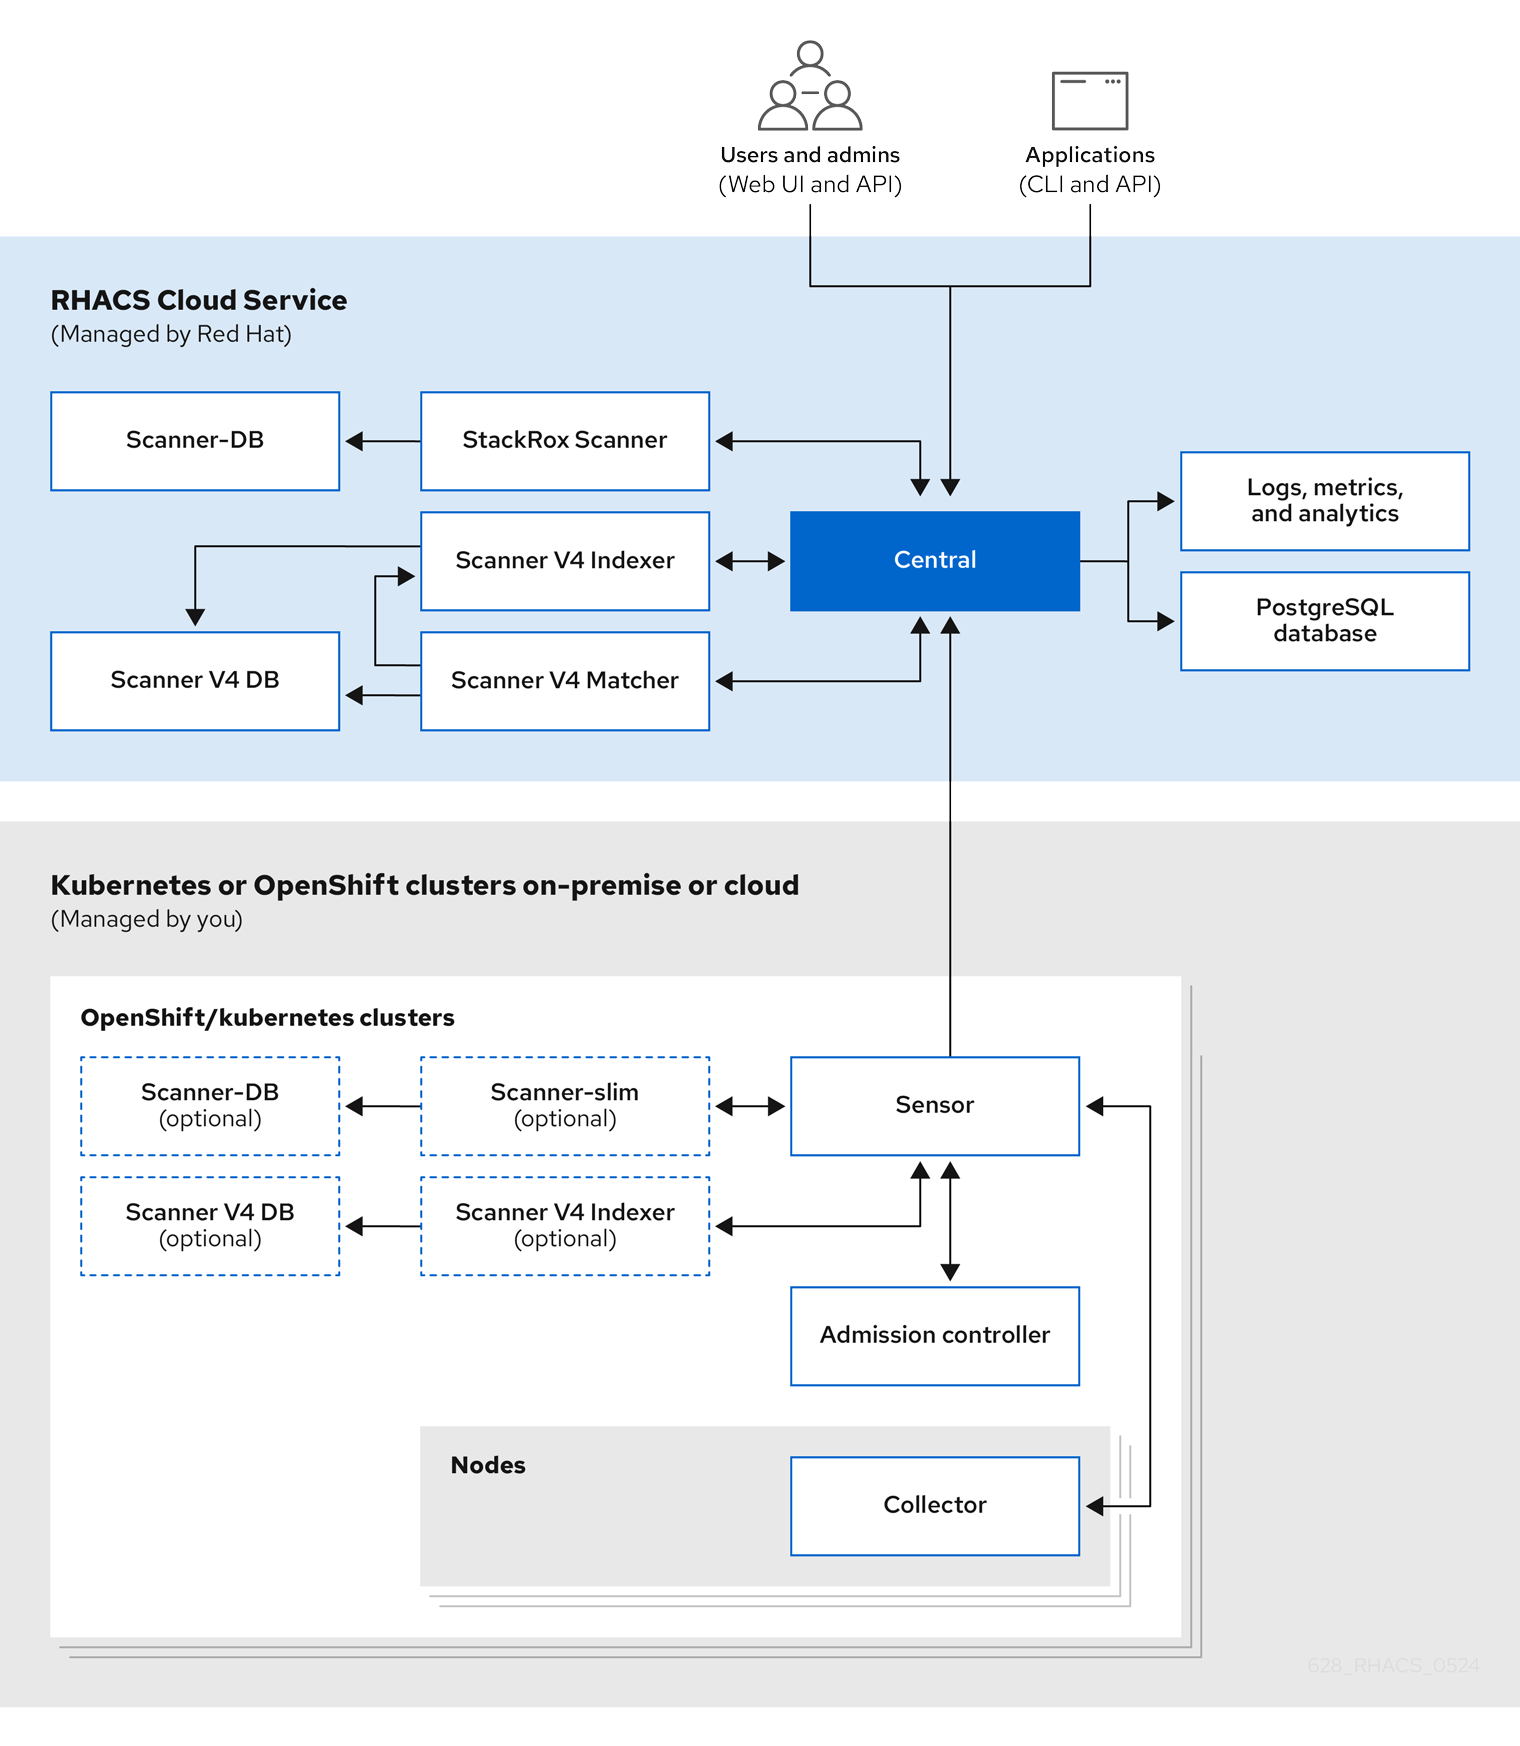 Users and admins
(Web UI and API)
Applications
(CLI and API)
RHACS Cloud Service
(Managed by Red Hat)
Scanner-DB
StackRox Scanner
Logs, metrics,
and analytics
Scanner V4 Indexer
Central
PostgreSQL
database
Scanner V4 DB
Scanner V4 Matcher
Kubernetes or OpenShift clusters on-premise or cloud
(Managed by you)
OpenShift/kubernetes clusters
Scanner-DB
(optional)
Scanner-slim
(optional)
Sensor
Scanner V4 DB
(optional)
Scanner V4 Indexer
(optional)
Admission controller
Nodes
Collector
628_RHACS_0524